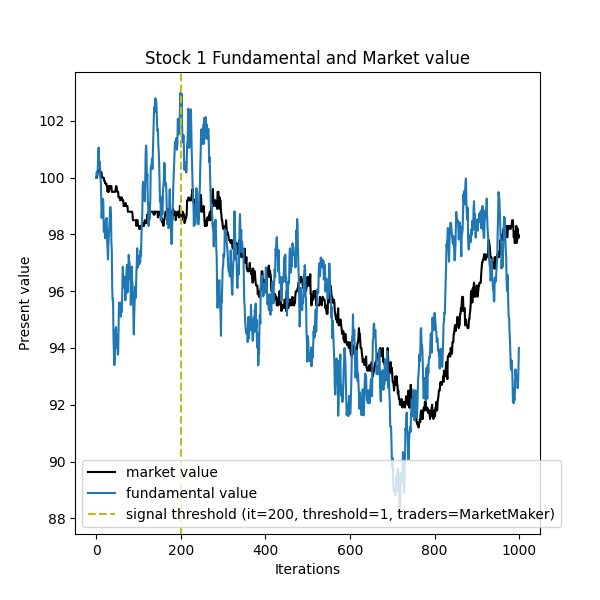 Stock 1 Fundamental and Market value
Present value
102
100
98
96
94
92
90
88
market value
fundamental value
signal threshold (it=200, threshold=1, traders=MarketMaker)
0 200 400 600 800 1000
Iterations